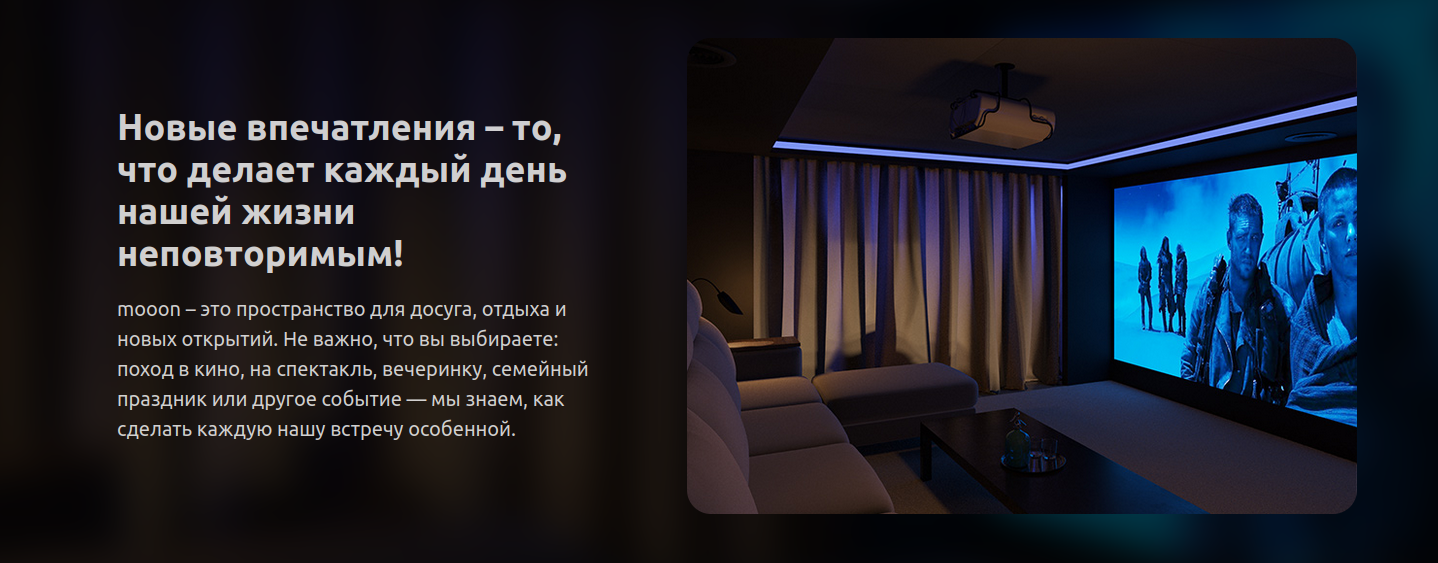 Новые впечатления – то,
что делает каждый день
нашей жизни
неповторимым!
mooon – это пространство для досуга, отдыха и
новых открытий. Не важно, что вы выбираете:
поход в кино, на спектакль, вечеринку, семейный
праздник или другое событие — мы знаем, как
сделать каждую нашу встречу особенной.